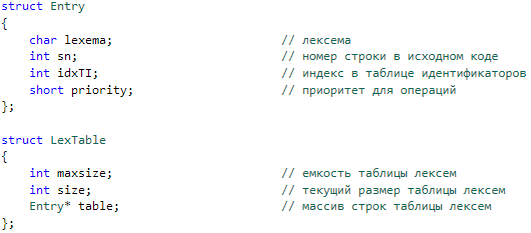 struct Entry
{
    char lexema;                        // лексема
    int sn;                             // номер строки в исходном коде
    int idxTI;                          // индекс в таблице идентификаторов
    short priority;                     // приоритет для операций
};

struct LexTable
{
    int maxsize;                        // емкость таблицы лексем
    int size;                           // текущий размер таблицы лексем
    Entry* table;                       // массив строк таблицы лексем
};